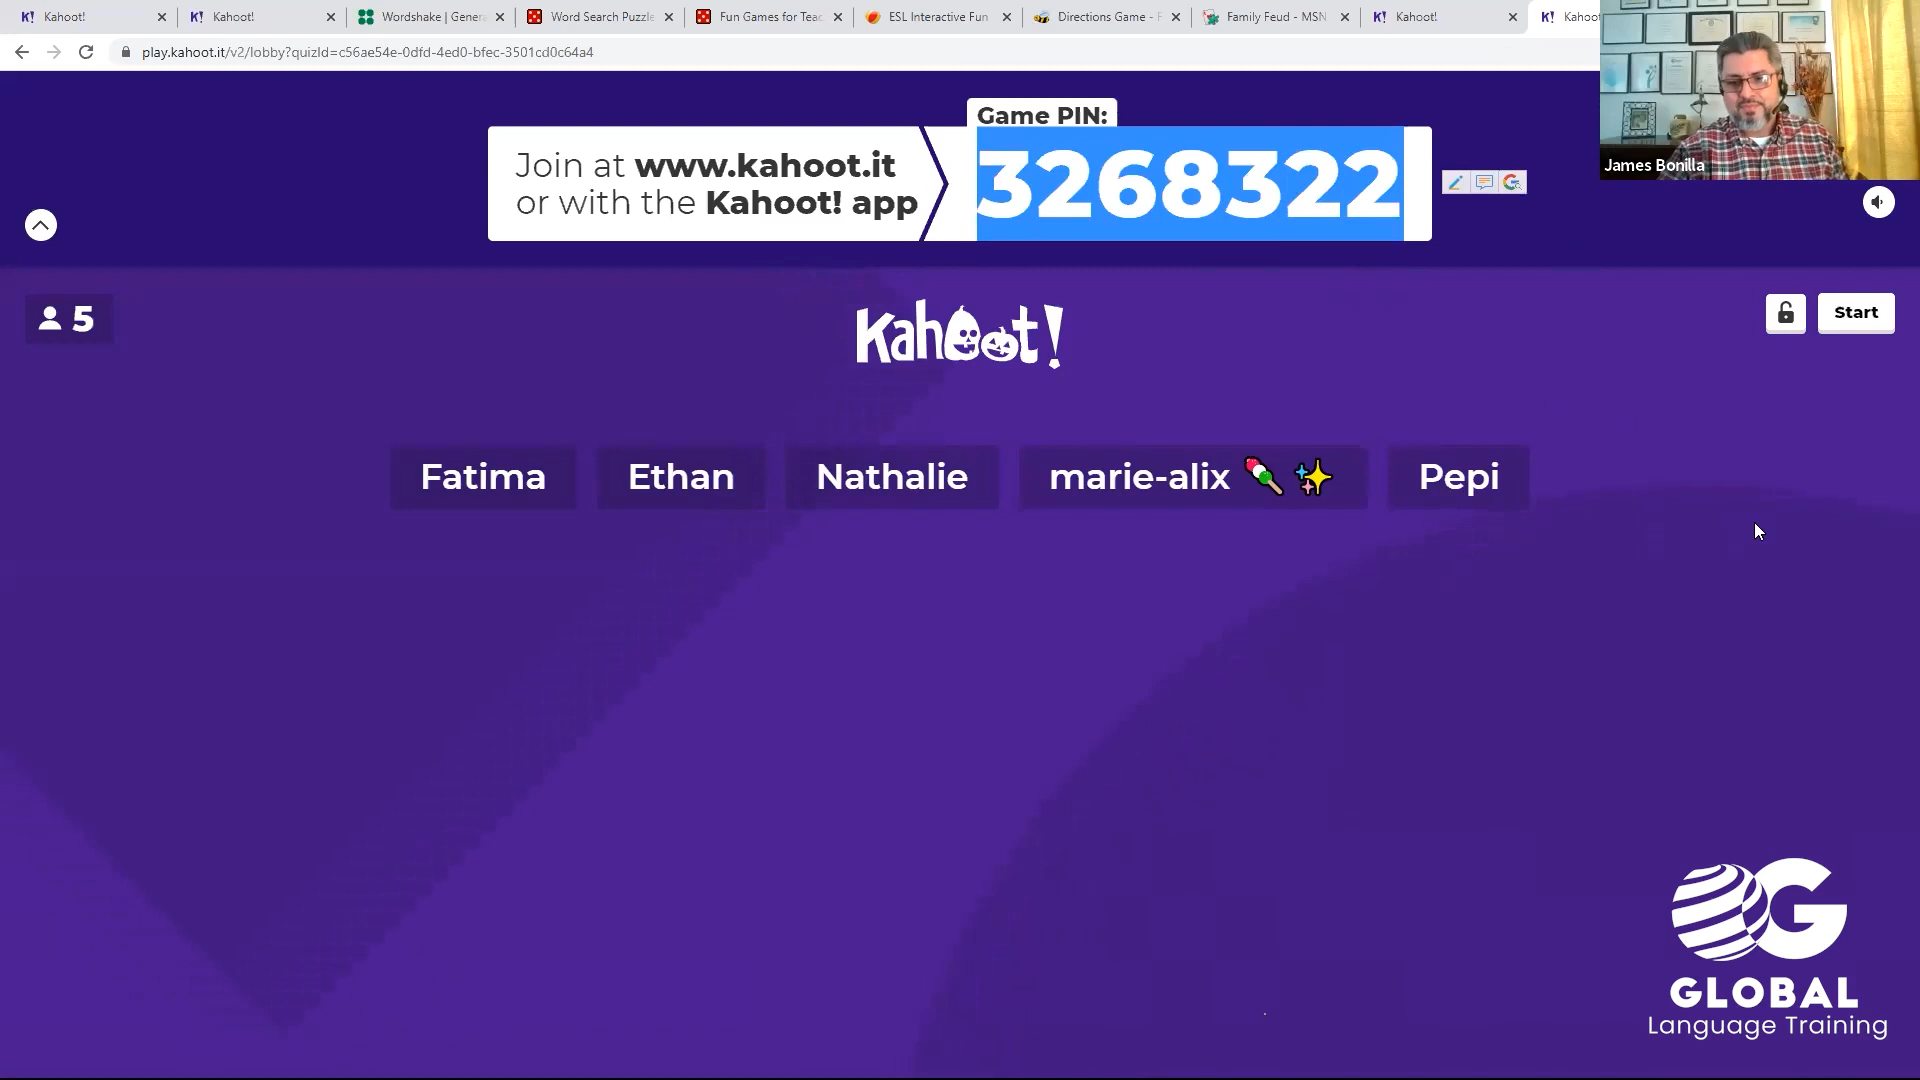 Kahoot!
Kahoot!
Wordshake | Genera
Word Search Puzzle
Fun Games for Teac
ESL Interactive Fun
Directions Game - F
Family Feud - MSN
Kahoot!
Kahoo
play.kahoot.it/v2/lobby?quizId=c56ae54e-0dfd-4ed0-bfec-3501cd0c64a4
James Bonilla
Game PIN:
Join at www.kahoot.it
or with the Kahoot! app
3268322
5
Kahoot!
Start
Fatima
Ethan
Nathalie
marie-alix 🍡 ✨
Pepi
G
GLOBAL
Language Training